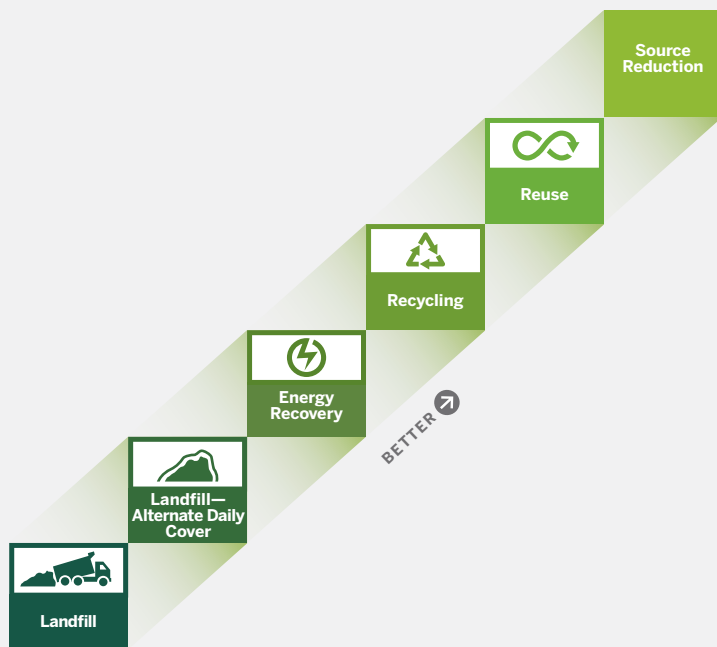 Source
Reduction
Reuse
Recycling
Energy
Recovery
BETTER
Landfill—
Alternate Daily
Cover
Landfill